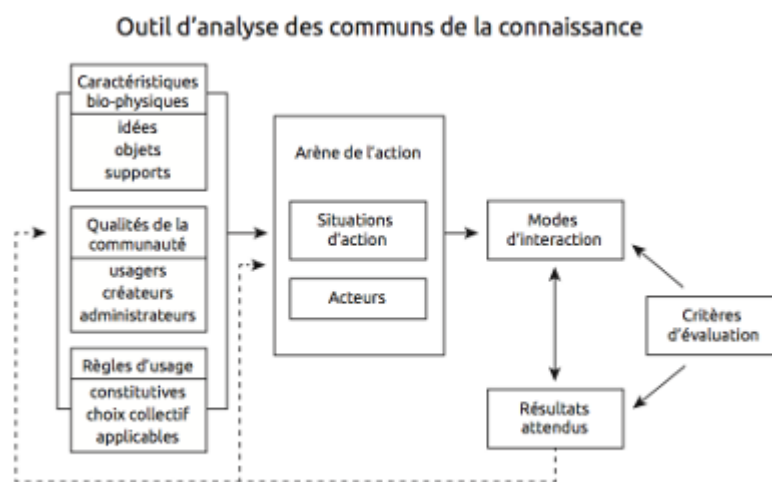 Outil d'analyse des communs de la connaissance
Caractéristiques
bio-physiques
idées
objets
supports
Qualités de la
communauté
usagers
créateurs
administrateurs
Règles d'usage
constitutives
choix collectif
applicables
Arène de l'action
Situations
d'action
Acteurs
Modes
d'interaction
Critères
d'évaluation
Résultats
attendus